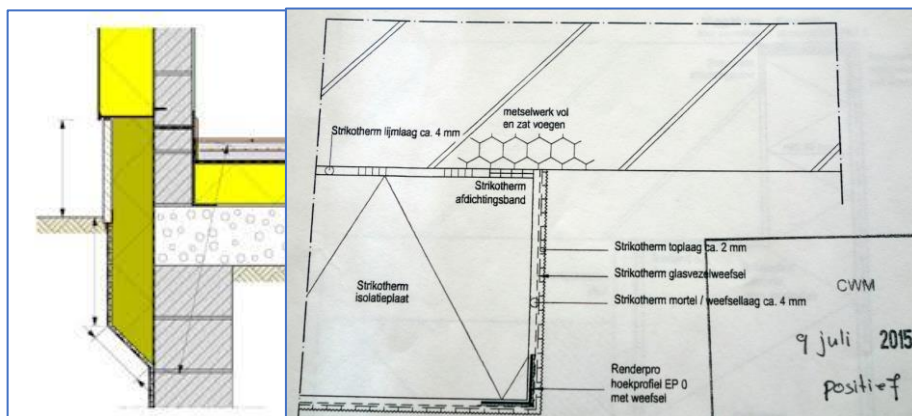 metselwerk vol
en zat voegen
Strikotherm lijmlaag ca. 4 mm
Strikotherm
afdichtingsband
Strikotherm
isolatieplaat
Strikotherm toplaag ca. 2 mm
Strikotherm glasvezelweefsel
Strikotherm mortel / weefsellaag ca. 4 mm
Renderpro
hoekprofiel EP 0
met weefsel
CWM
9 juli 2015
positief